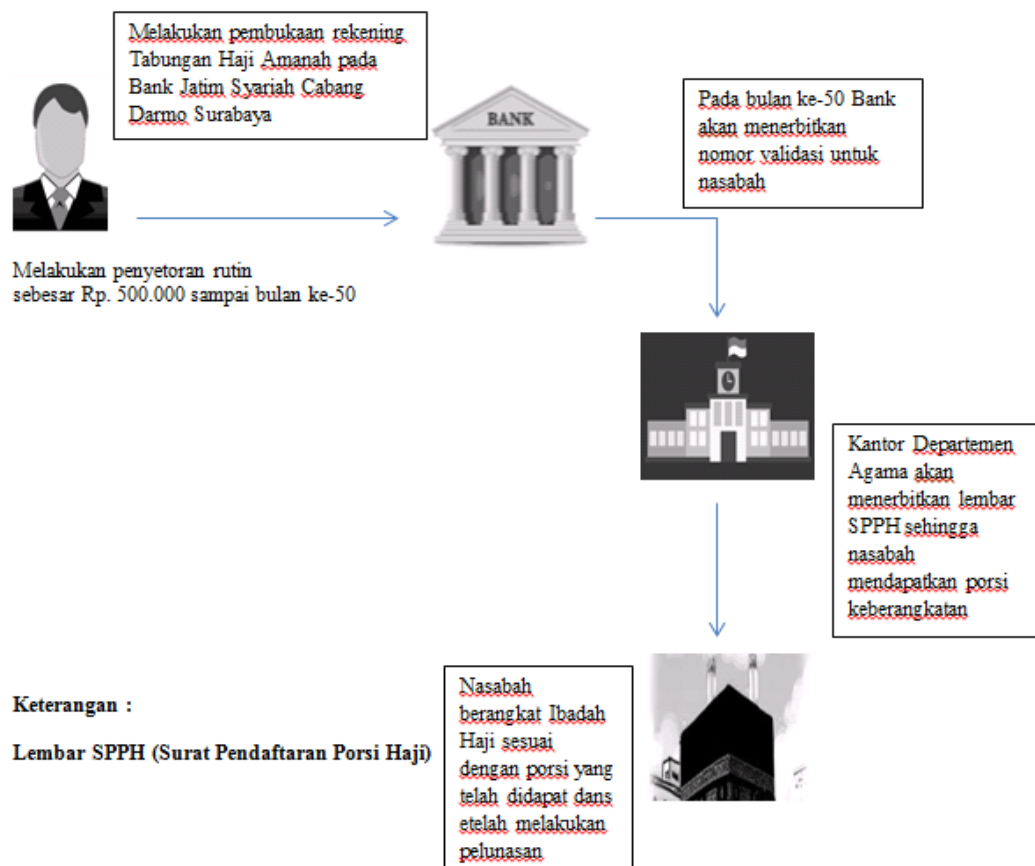 Melakukan pembukaan rekening
Tabungan Haji Amanah pada
Bank Jatim Syariah Cabang
Darmo Surabaya
BANK
Pada bulan ke-50 Bank
akan menerbitkan
nomor validasi untuk
nasabah
Melakukan penyetoran rutin
sebesar Rp. 500.000 sampai bulan ke-50
Kantor Departemen
Agama akan
menerbitkan lembar
SPPH sehingga
nasabah
mendapatkan porsi
keberangkatan
Keterangan :
Lembar SPPH (Surat Pendaftaran Porsi Haji)
Nasabah
berangkat Ibadah
Haji sesuai
dengan porsi yang
telah didapat dans
etelah melakukan
pelunasan